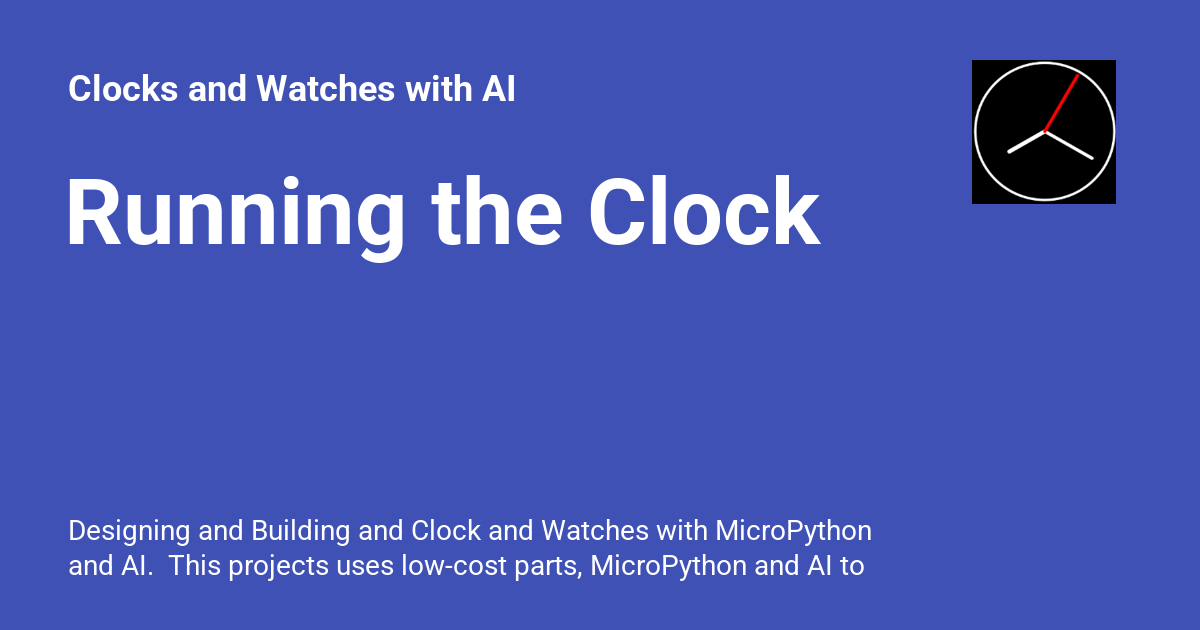 Clocks and Watches with AI
Running the Clock
Designing and Building and Clock and Watches with MicroPython
and AI.  This projects uses low-cost parts, MicroPython and AI to